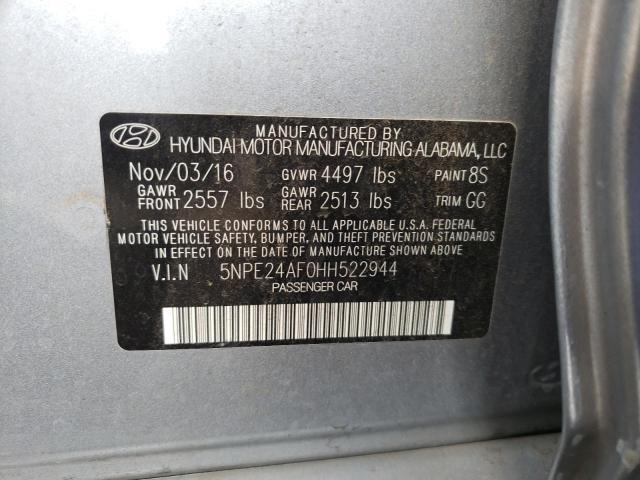 MANUFACTURED BY
HYUNDAI MOTOR MANUFACTURING ALABAMA, LLC
Nov/03/16 GVWR 4497 lbs PAINT 8S
GAWR FRONT 2557 lbs GAWR REAR 2513 lbs TRIM GG
THIS VEHICLE CONFORMS TO ALL APPLICABLE U.S.A. FEDERAL
MOTOR VEHICLE SAFETY, BUMPER, AND THEFT PREVENTION STANDARDS
IN EFFECT ON THE DATE OF MANUFACTURE SHOWN ABOVE
V.I.N 5NPE24AF0HH522944
PASSENGER CAR